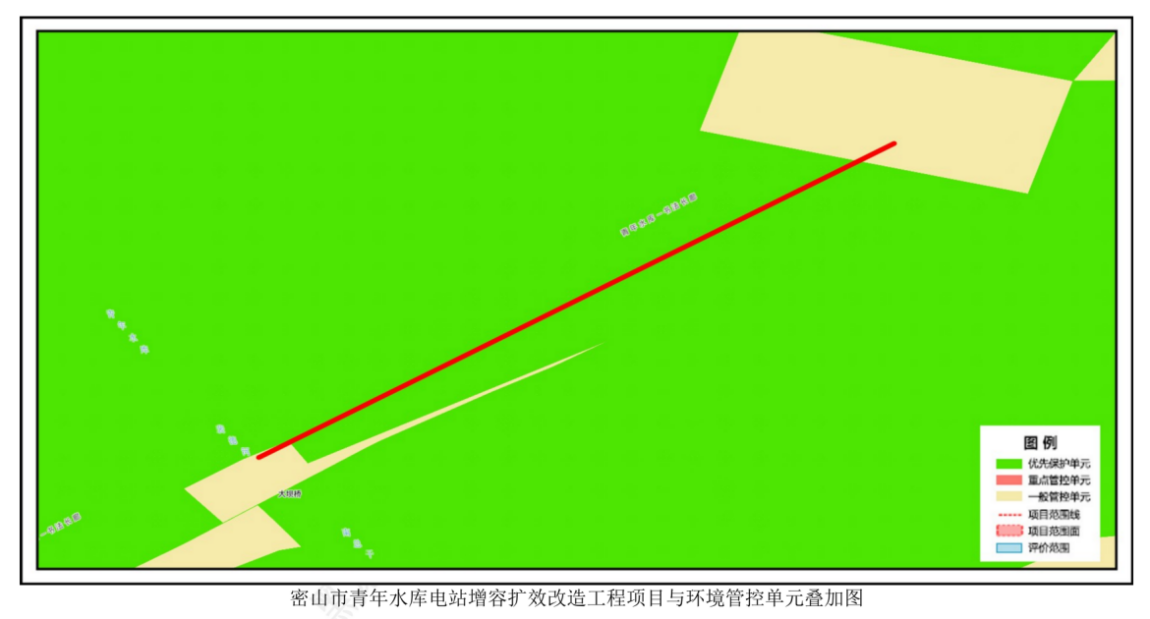 大坝桥
图例
优先保护单元
重点管控单元
一般管控单元
项目范围线
项目范围面
评价范围
密山市青年水库电站增容扩效改造工程项目与环境管控单元叠加图